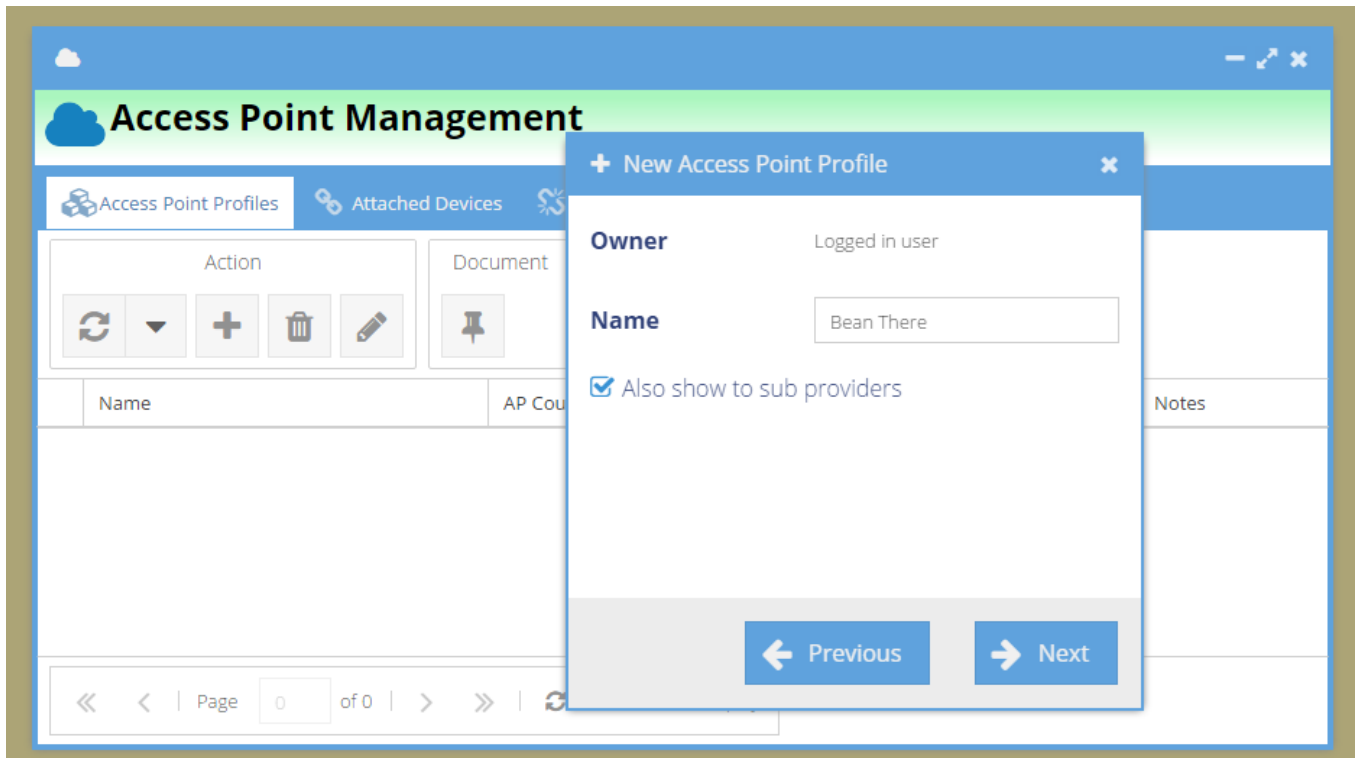 Access Point Management
New Access Point Profile
Access Point Profiles
Attached Devices
Owner
Logged in user
Action
Document
Name
Bean There
Also show to sub providers
Name
AP Cou
Notes
Previous
Next
Page
0
of 0